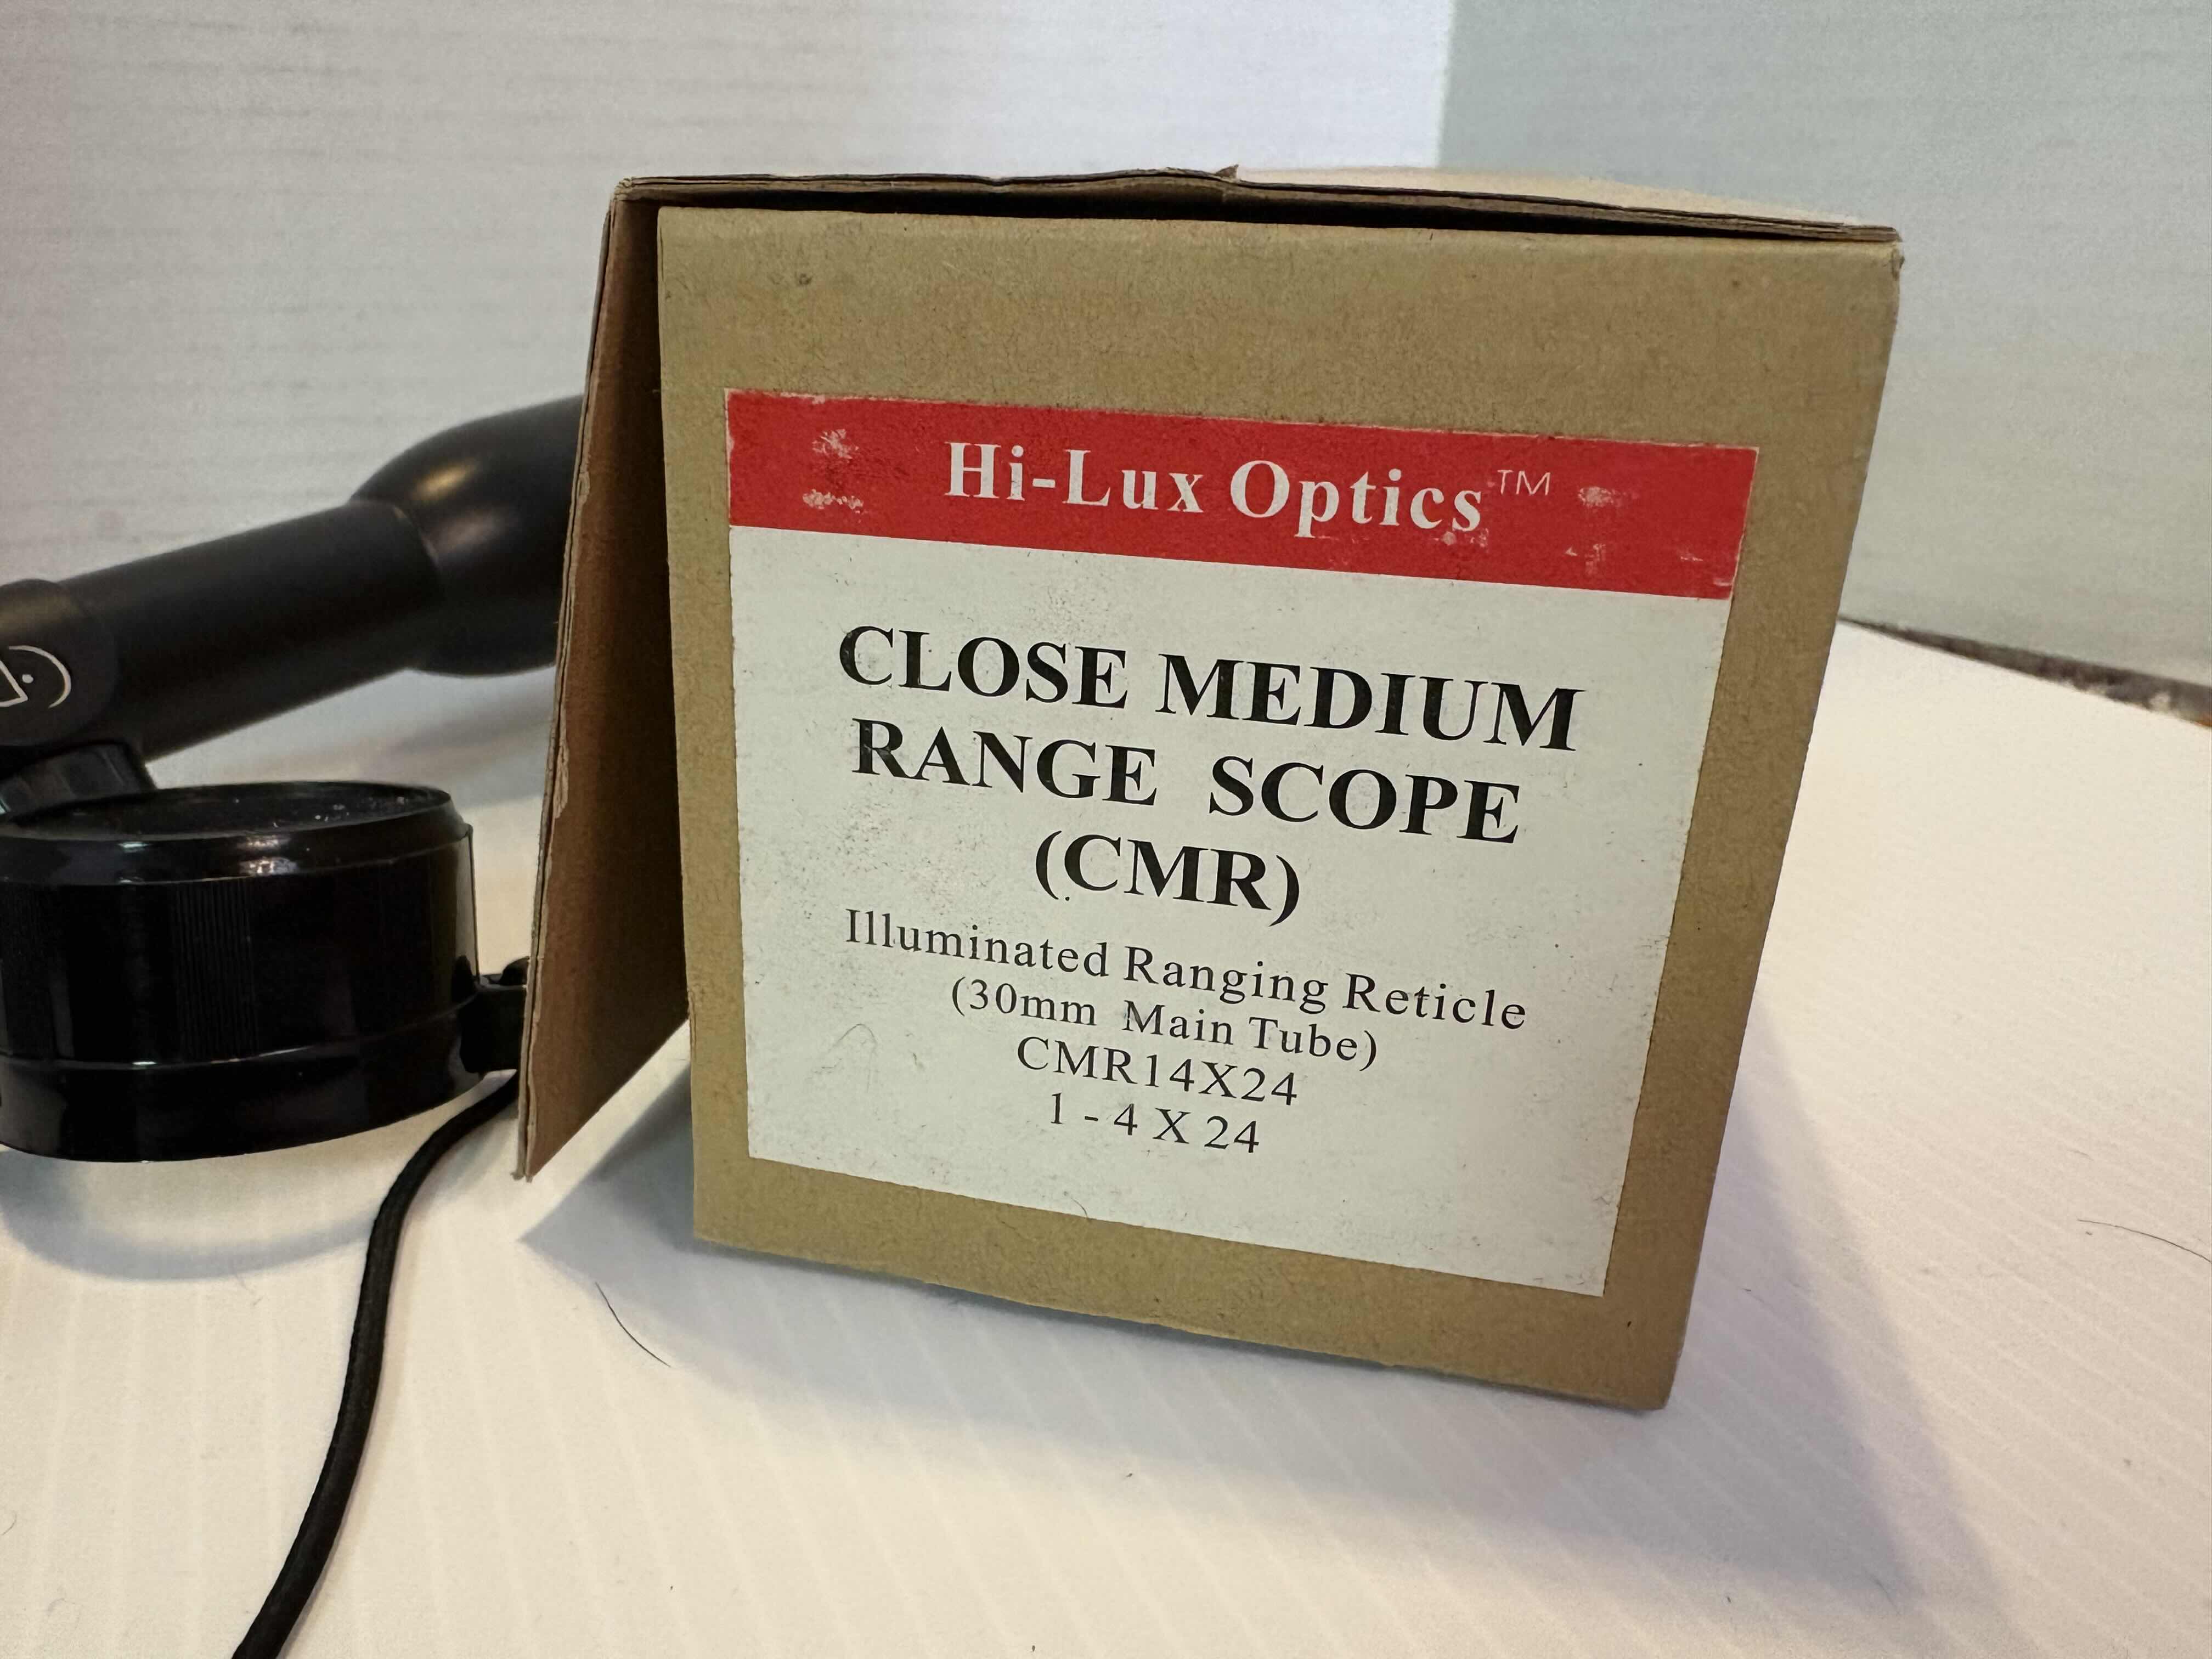 Hi-Lux Optics™
CLOSE MEDIUM
RANGE SCOPE
(CMR)
Illuminated Ranging Reticle
(30mm Main Tube)
CMR14X24
1 - 4 X 24